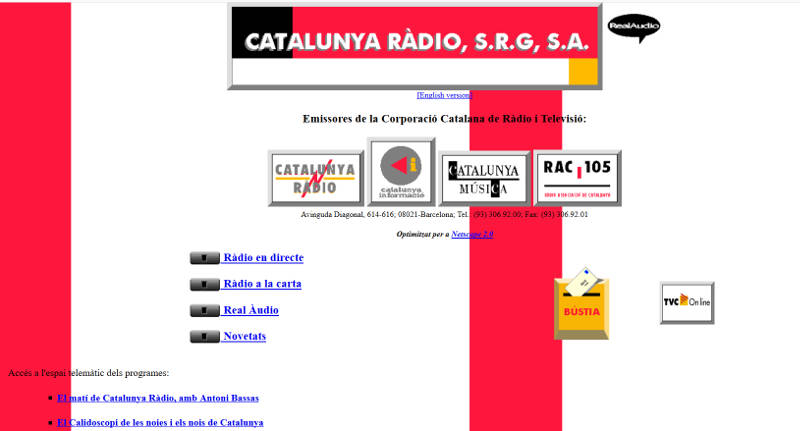 CATALUNYA RÀDIO, S.R.G, S.A.
RealAudio
[English version]
Emissores de la Corporació Catalana de Ràdio i Televisió:
CATALUNYA
RÀDIO
catalunya
informació
CATALUNYA
MÚSICA
RAC 105
Avinguda Diagonal, 614-616; 08021-Barcelona; Tel.: (93) 306.92.00; Fax: (93) 306.92.01
Optimitzat per a Netscape 2.0
Ràdio en directe
Ràdio a la carta
Real Àudio
Novetats
BÚSTIA
TVC On line
Accés a l'espai telemàtic dels programes:
El matí de Catalunya Ràdio, amb Antoni Bassas
El Calidoscopi de les noies i els nois de Catalunya